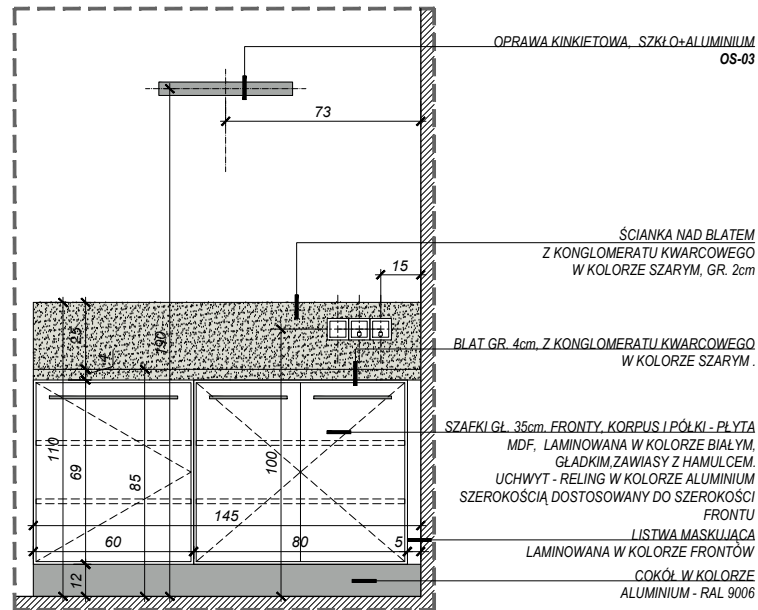 OPRAWA KINKIETOWA, SZKŁO+ALUMINIUM
OS-03
73
ŚCIANKA NAD BLATEM
Z KONGLOMERATU KWARCOWEGO
W KOLORZE SZARYM, GR. 2cm
15
25
190
4
BLAT GR. 4cm, Z KONGLOMERATU KWARCOWEGO
W KOLORZE SZARYM .
110
69
85
100
SZAFKI GŁ. 35cm. FRONTY, KORPUS I PÓŁKI - PŁYTA
MDF, LAMINOWANA W KOLORZE BIAŁYM,
GŁADKIM,ZAWIASY Z HAMULCEM.
UCHWYT - RELING W KOLORZE ALUMINIUM
SZEROKOŚCIĄ DOSTOSOWANY DO SZEROKOŚCI
FRONTU
145
60
80
5
LISTWA MASKUJĄCA
LAMINOWANA W KOLORZE FRONTÓW
12
COKÓŁ W KOLORZE
ALUMINIUM - RAL 9006